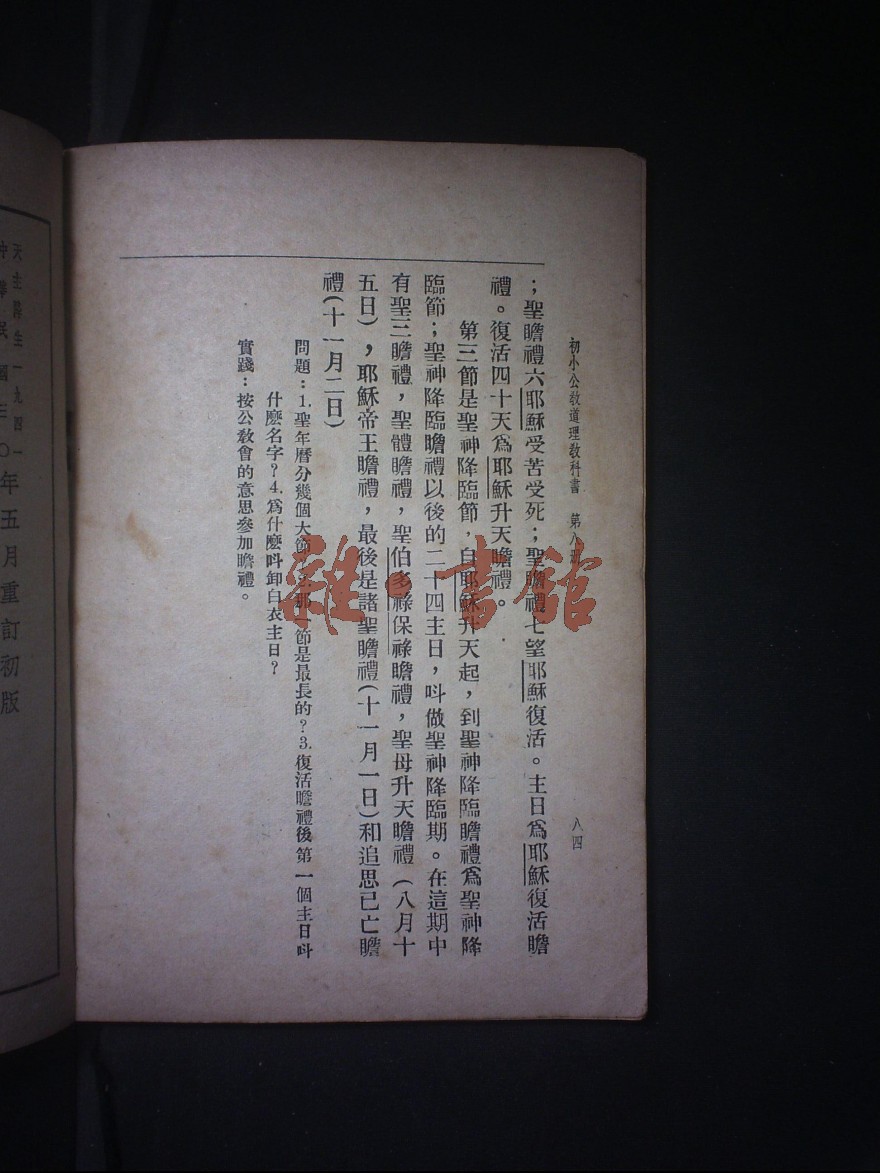 初小公教道理教科書 第八册 八四
；聖瞻禮六耶穌受苦受死；聖瞻禮七望耶穌復活。主日爲耶穌復活瞻
禮。復活四十天爲耶穌升天瞻禮。
第三節是聖神降臨節，自耶穌升天起，到聖神降臨瞻禮爲聖神降
臨節；聖神降臨瞻禮以後的二十四主日，呌做聖神降臨期。在這期中
有聖三瞻禮，聖體瞻禮，聖伯多祿保祿瞻禮，聖母升天瞻禮（八月十
五日），耶穌帝王瞻禮，最後是諸聖瞻禮（十一月一日）和追思已亡瞻
禮（十一月二日）
問題：1.聖年曆分幾個大節？2.那一節是最長的？3.復活瞻禮後第一個主日呌
什麽名字？4.爲什麽呌卸白衣主日？
實踐：按公敎會的意思參加瞻禮。
雜·書館
天主降生一九四一
中華民國三〇年五月重訂初版